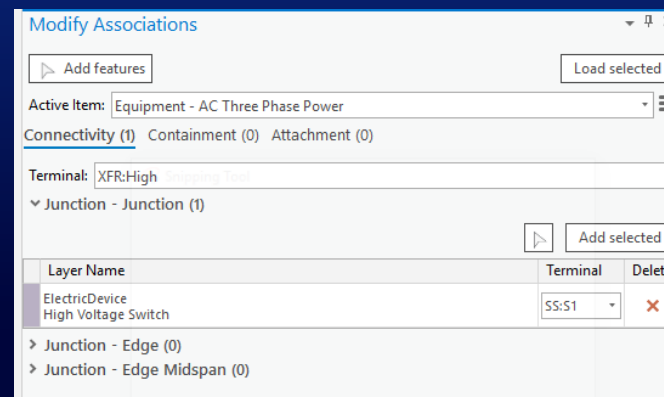 Modify Associations
Add features
Load selected
Active Item: Equipment - AC Three Phase Power
Connectivity (1) Containment (0) Attachment (0)
Terminal: XFR:High Snipping Tool
Junction - Junction (1)
Add selected
Layer Name Terminal Delet
ElectricDevice SS:S1
High Voltage Switch
Junction - Edge (0)
Junction - Edge Midspan (0)